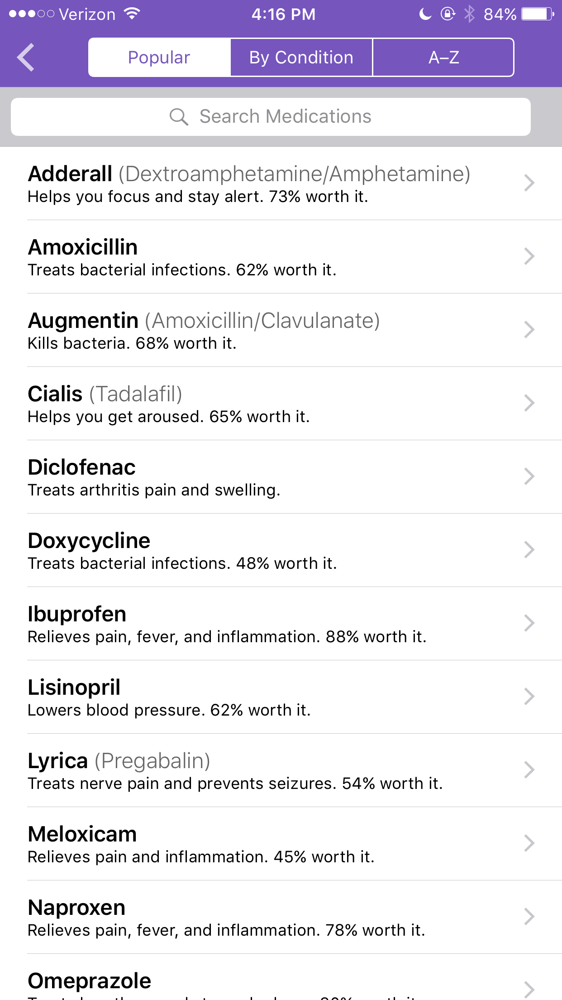 Verizon 4:16 PM 84%
Popular By Condition A–Z
Search Medications
Adderall (Dextroamphetamine/Amphetamine)
Helps you focus and stay alert. 73% worth it.
Amoxicillin
Treats bacterial infections. 62% worth it.
Augmentin (Amoxicillin/Clavulanate)
Kills bacteria. 68% worth it.
Cialis (Tadalafil)
Helps you get aroused. 65% worth it.
Diclofenac
Treats arthritis pain and swelling.
Doxycycline
Treats bacterial infections. 48% worth it.
Ibuprofen
Relieves pain, fever, and inflammation. 88% worth it.
Lisinopril
Lowers blood pressure. 62% worth it.
Lyrica (Pregabalin)
Treats nerve pain and prevents seizures. 54% worth it.
Meloxicam
Relieves pain and inflammation. 45% worth it.
Naproxen
Relieves pain, fever, and inflammation. 78% worth it.
Omeprazole